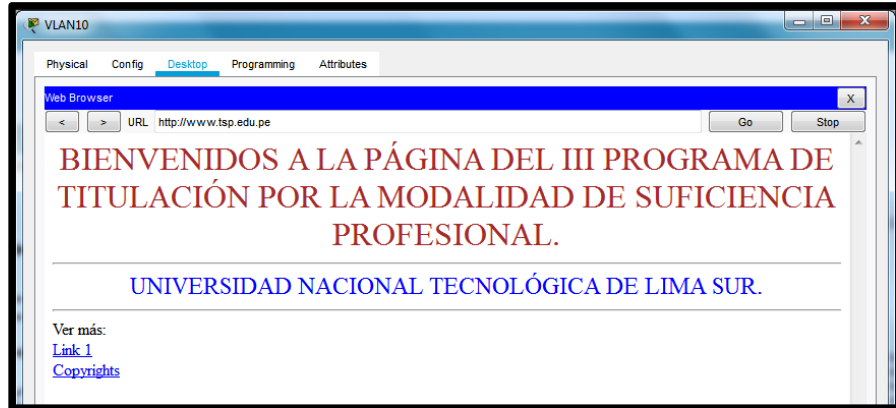 VLAN10
Physical Config Desktop Programming Attributes
Web Browser X
< > URL http://www.tsp.edu.pe Go Stop
BIENVENIDOS A LA PÁGINA DEL III PROGRAMA DE
TITULACIÓN POR LA MODALIDAD DE SUFICIENCIA
PROFESIONAL.
UNIVERSIDAD NACIONAL TECNOLÓGICA DE LIMA SUR.
Ver más:
Link 1
Copyrights